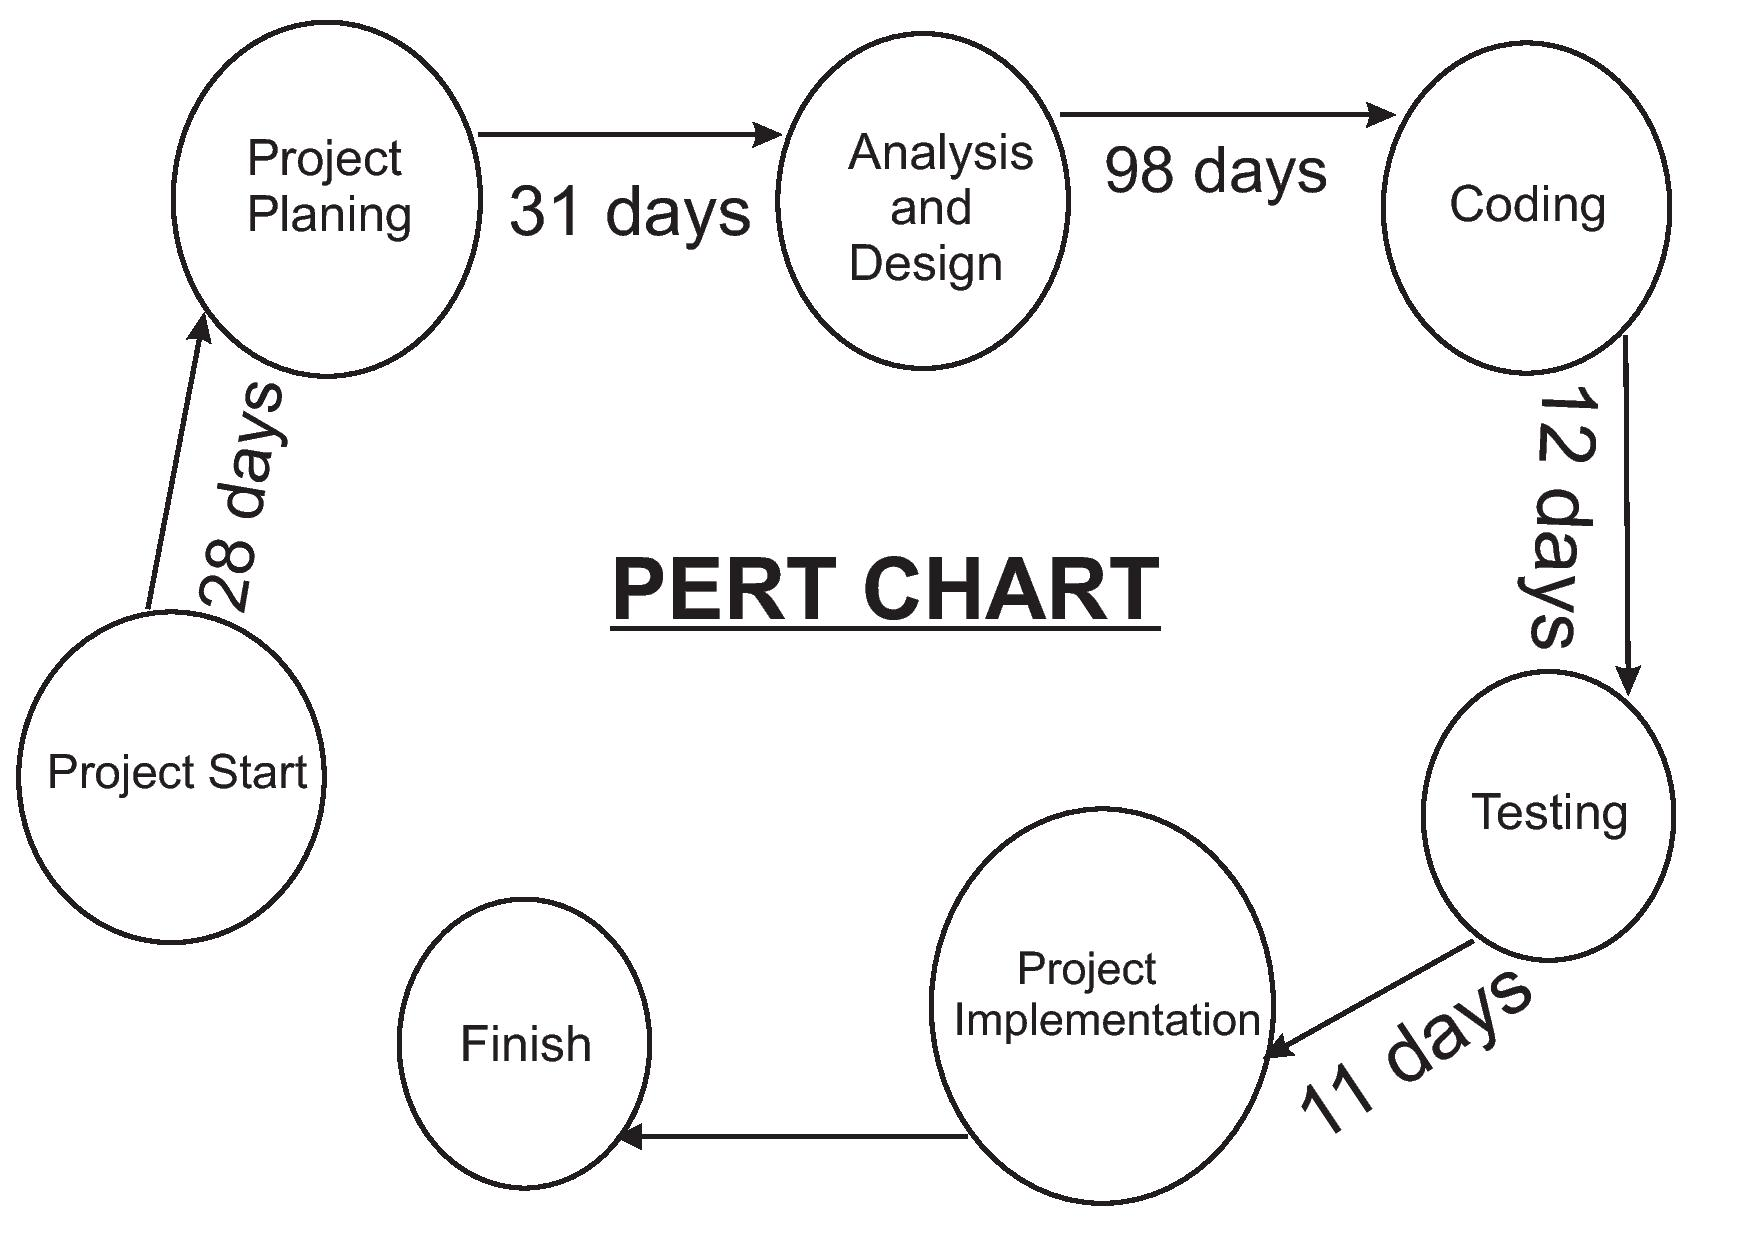 Project
Planing
31 days
Analysis
and
Design
98 days
Coding
28 days
12 days
PERT CHART
Project Start
Testing
Project
Implementation
11 days
Finish